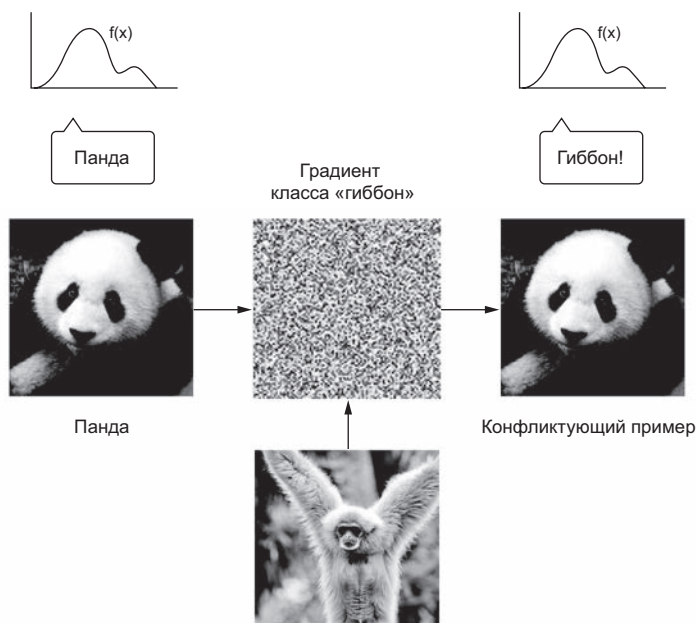 f(x)
f(x)
Панда
Гиббон!
Градиент
класса «гиббон»
Панда
Конфликтующий пример